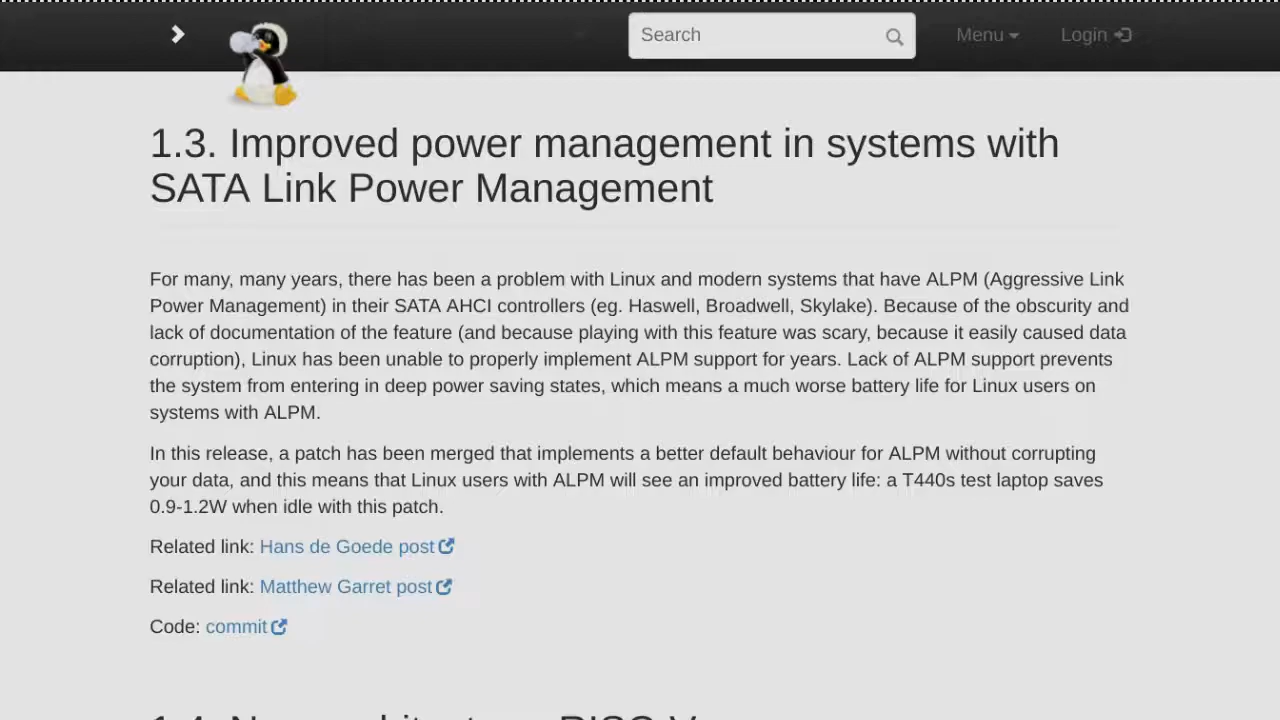 Search
Menu
Login
1.3. Improved power management in systems with
SATA Link Power Management
For many, many years, there has been a problem with Linux and modern systems that have ALPM (Aggressive Link
Power Management) in their SATA AHCI controllers (eg. Haswell, Broadwell, Skylake). Because of the obscurity and
lack of documentation of the feature (and because playing with this feature was scary, because it easily caused data
corruption), Linux has been unable to properly implement ALPM support for years. Lack of ALPM support prevents
the system from entering in deep power saving states, which means a much worse battery life for Linux users on
systems with ALPM.
In this release, a patch has been merged that implements a better default behaviour for ALPM without corrupting
your data, and this means that Linux users with ALPM will see an improved battery life: a T440s test laptop saves
0.9-1.2W when idle with this patch.
Related link: Hans de Goede post
Related link: Matthew Garret post
Code: commit